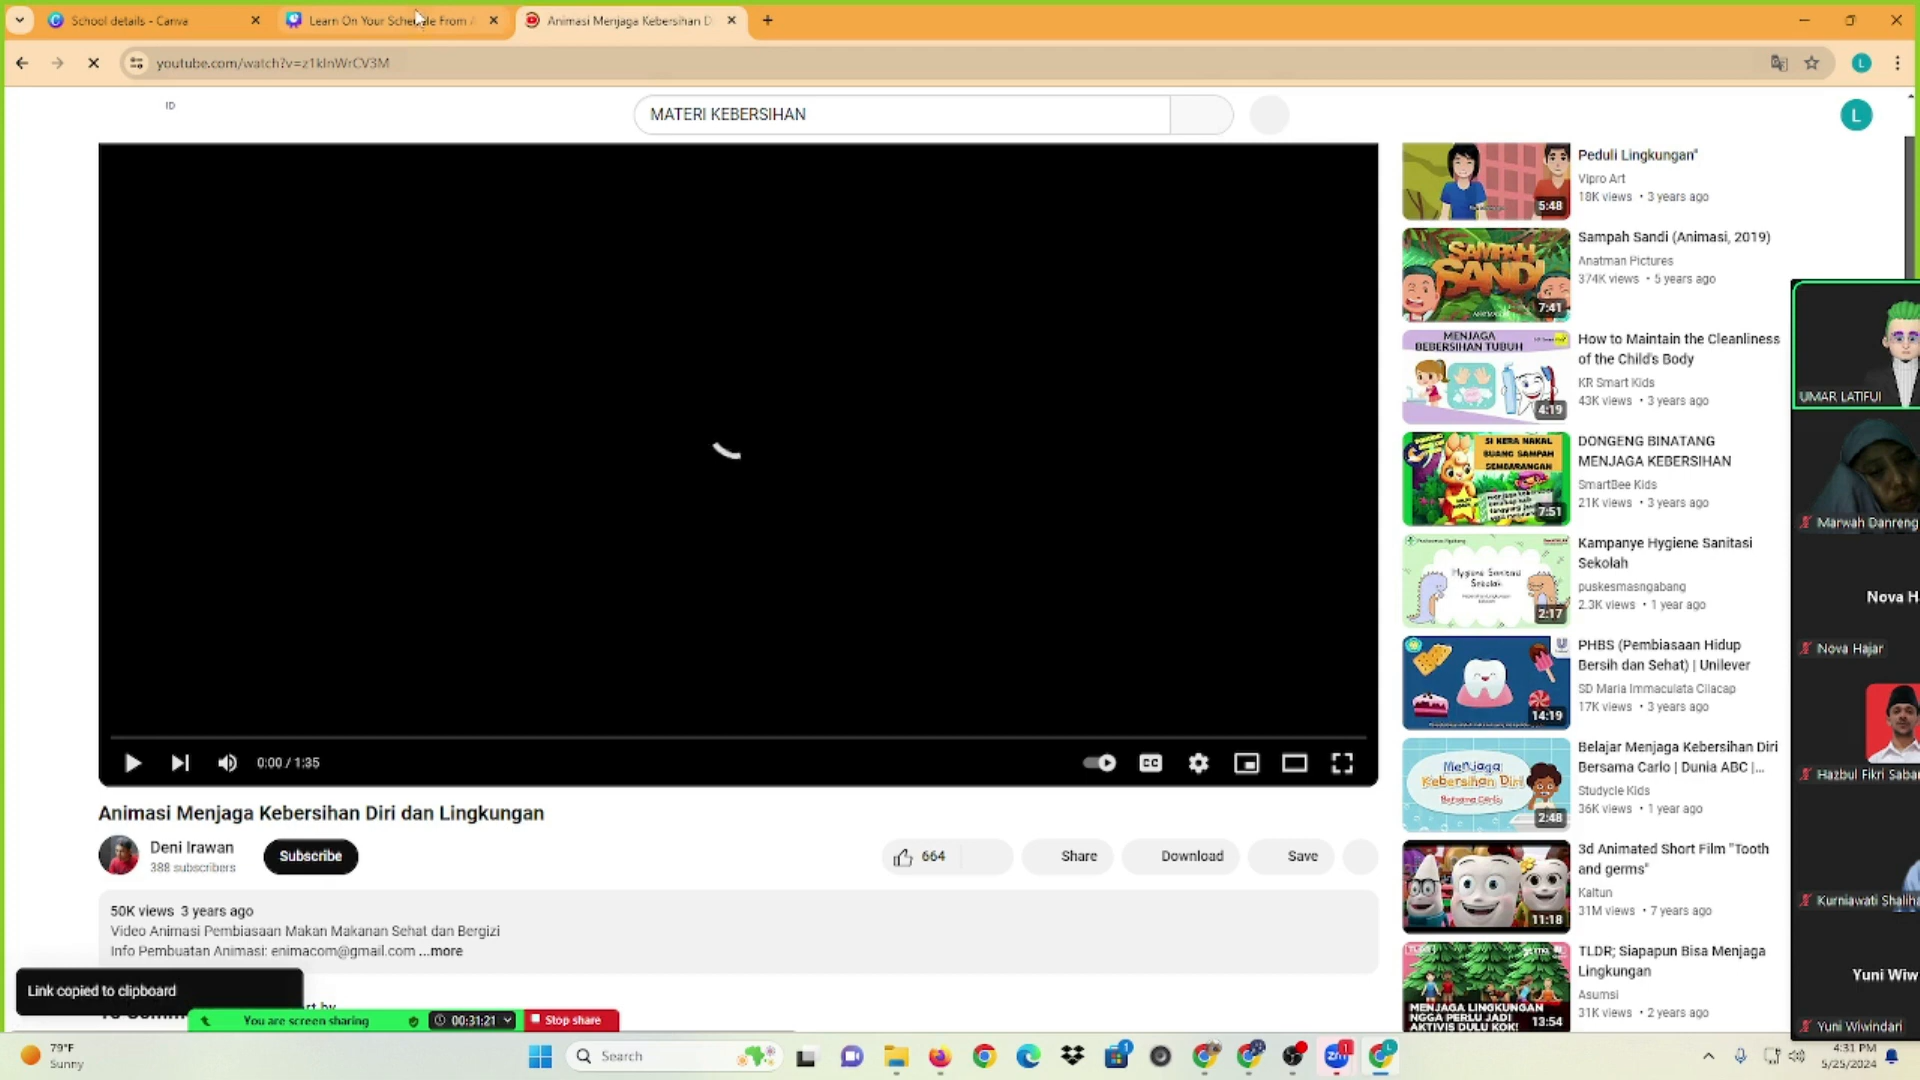 School details - Canva
Learn On Your Schedule From A
Animasi Menjaga Kebersihan D
youtube.com/watch?v=z1kInWrCV3M
L
ID
MATERI KEBERSIHAN
L
0:00 / 1:35
CC
Animasi Menjaga Kebersihan Diri dan Lingkungan
Deni Irawan
388 subscribers
Subscribe
664
Share
Download
Save
50K views 3 years ago
Video Animasi Pembiasaan Makan Makanan Sehat dan Bergizi
Info Pembuatan Animasi: enimacom@gmail.com ...more
Link copied to clipboard
rt by
You are screen sharing
00:31:21
Stop share
5:48
Peduli Lingkungan"
Vipro Art
18K views • 3 years ago
SAMPAH
SANDI
7:41
Sampah Sandi (Animasi, 2019)
Anatman Pictures
374K views • 5 years ago
MENJAGA
BEBERSIHAN TUBUH
4:19
How to Maintain the Cleanliness
of the Child's Body
KR Smart Kids
43K views • 3 years ago
SI KERA NAKAL
BUANG SAMPAH
SEMBARANGAN
7:51
DONGENG BINATANG
MENJAGA KEBERSIHAN
SmartBee Kids
21K views • 3 years ago
Hygiene Sanitasi
Sekolah
2:17
Kampanye Hygiene Sanitasi
Sekolah
puskesmasngabang
2.3K views • 1 year ago
14:19
PHBS (Pembiasaan Hidup
Bersih dan Sehat) | Unilever
SD Maria Immaculata Cilacap
17K views • 3 years ago
Menjaga
Kebersihan Diri
Bersama Carlo
2:48
Belajar Menjaga Kebersihan Diri
Bersama Carlo | Dunia ABC |...
Studycle Kids
36K views • 1 year ago
11:18
3d Animated Short Film "Tooth
and germs"
Kaltun
31M views • 7 years ago
MENJAGA LINGKUNGAN
NGGA PERLU JADI
AKTIVIS DULU KOK!
13:54
TLDR; Siapapun Bisa Menjaga
Lingkungan
Asumsi
31K views • 2 years ago
UMAR LATIFUI
Marwah Danreng
Nova H
Nova Hajar
Hazbul Fikri Saba
Kurniawati Shaliha
Yuni Wiw
Yuni Wiwindari
79°F
Sunny
Search
4:31 PM
5/25/2024